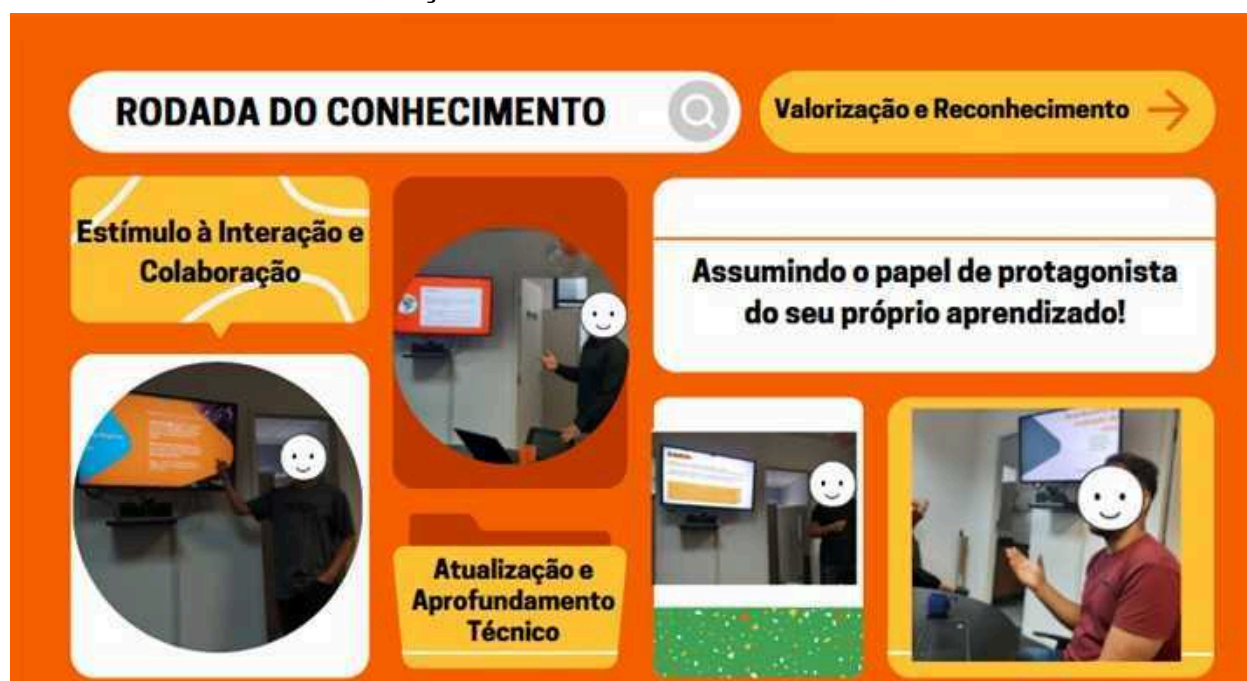 RODADA DO CONHECIMENTO
Valorização e Reconhecimento
Estímulo à Interação e
Colaboração
Assumindo o papel de protagonista
do seu próprio aprendizado!
Atualização e
Aprofundamento
Técnico